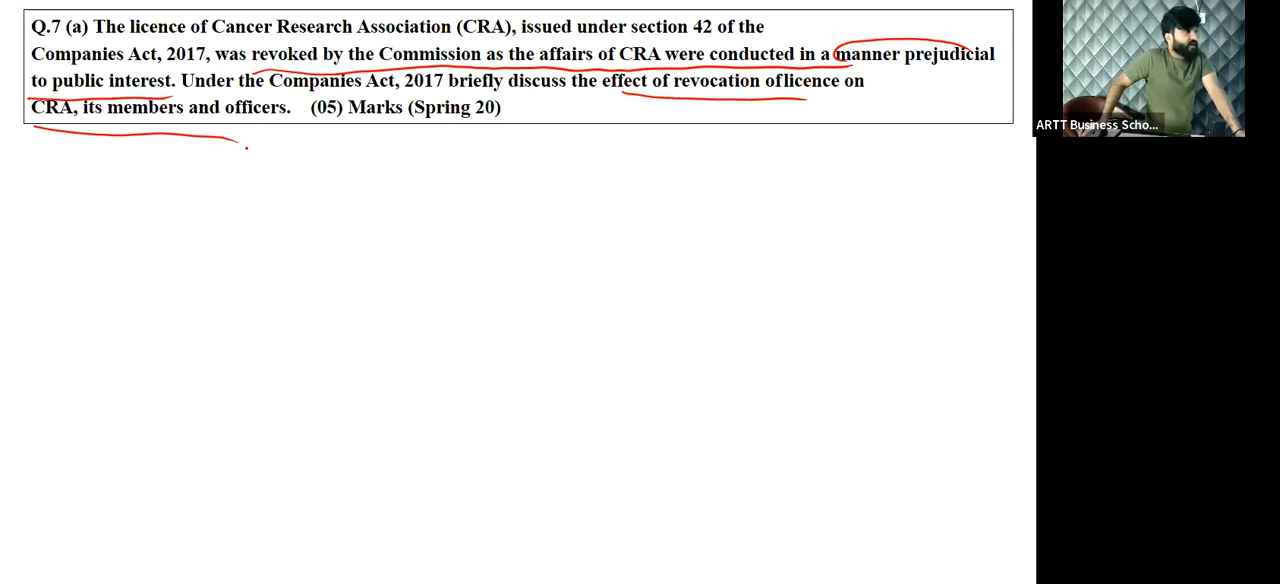 Q.7 (a) The licence of Cancer Research Association (CRA), issued under section 42 of the
Companies Act, 2017, was revoked by the Commission as the affairs of CRA were conducted in a manner prejudicial
to public interest. Under the Companies Act, 2017 briefly discuss the effect of revocation of licence on
CRA, its members and officers. (05) Marks (Spring 20)
ARTT Business Scho...